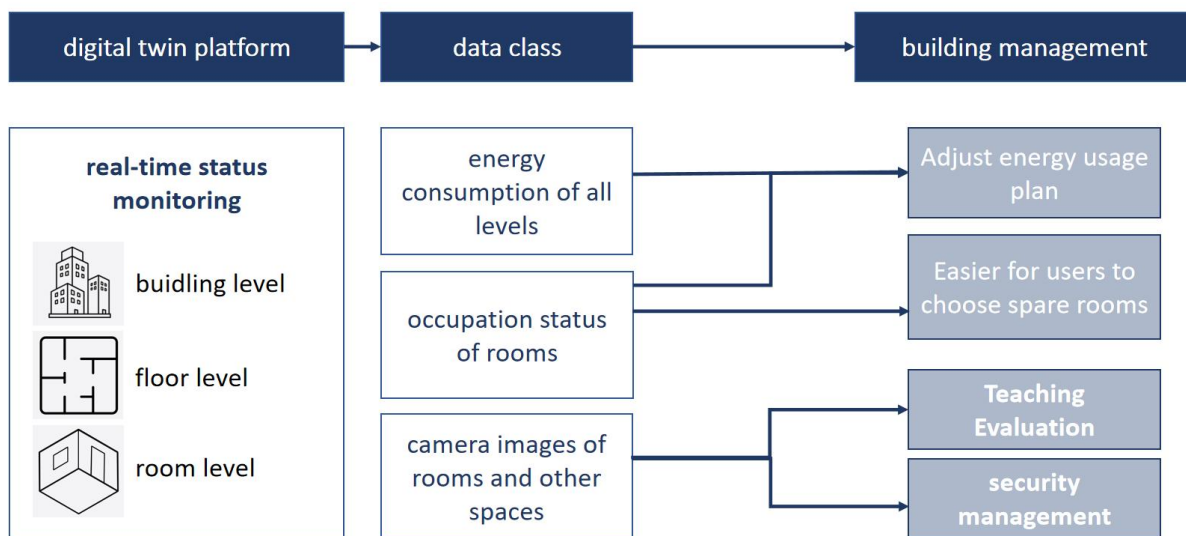 digital twin platform
data class
building management
real-time status
monitoring
buidling level
floor level
room level
energy
consumption of all
levels
occupation status
of rooms
camera images of
rooms and other
spaces
Adjust energy usage
plan
Easier for users to
choose spare rooms
Teaching
Evaluation
security
management